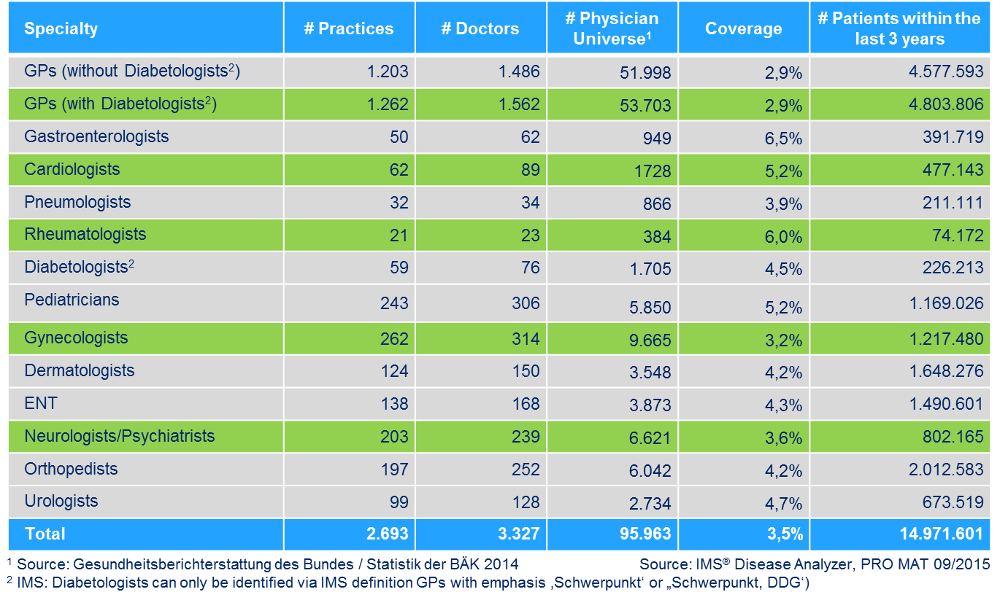 Specialty # Practices # Doctors # Physician Universe¹ Coverage # Patients within the last 3 years
GPs (without Diabetologists²) 1.203 1.486 51.998 2,9% 4.577.593
GPs (with Diabetologists²) 1.262 1.562 53.703 2,9% 4.803.806
Gastroenterologists 50 62 949 6,5% 391.719
Cardiologists 62 89 1728 5,2% 477.143
Pneumologists 32 34 866 3,9% 211.111
Rheumatologists 21 23 384 6,0% 74.172
Diabetologists² 59 76 1.705 4,5% 226.213
Pediatricians 243 306 5.850 5,2% 1.169.026
Gynecologists 262 314 9.665 3,2% 1.217.480
Dermatologists 124 150 3.548 4,2% 1.648.276
ENT 138 168 3.873 4,3% 1.490.601
Neurologists/Psychiatrists 203 239 6.621 3,6% 802.165
Orthopedists 197 252 6.042 4,2% 2.012.583
Urologists 99 128 2.734 4,7% 673.519
Total 2.693 3.327 95.963 3,5% 14.971.601
¹ Source: Gesundheitsberichterstattung des Bundes / Statistik der BÄK 2014 Source: IMS® Disease Analyzer, PRO MAT 09/2015
² IMS: Diabetologists can only be identified via IMS definition GPs with emphasis ‚Schwerpunkt‘ or „Schwerpunkt, DDG‘)